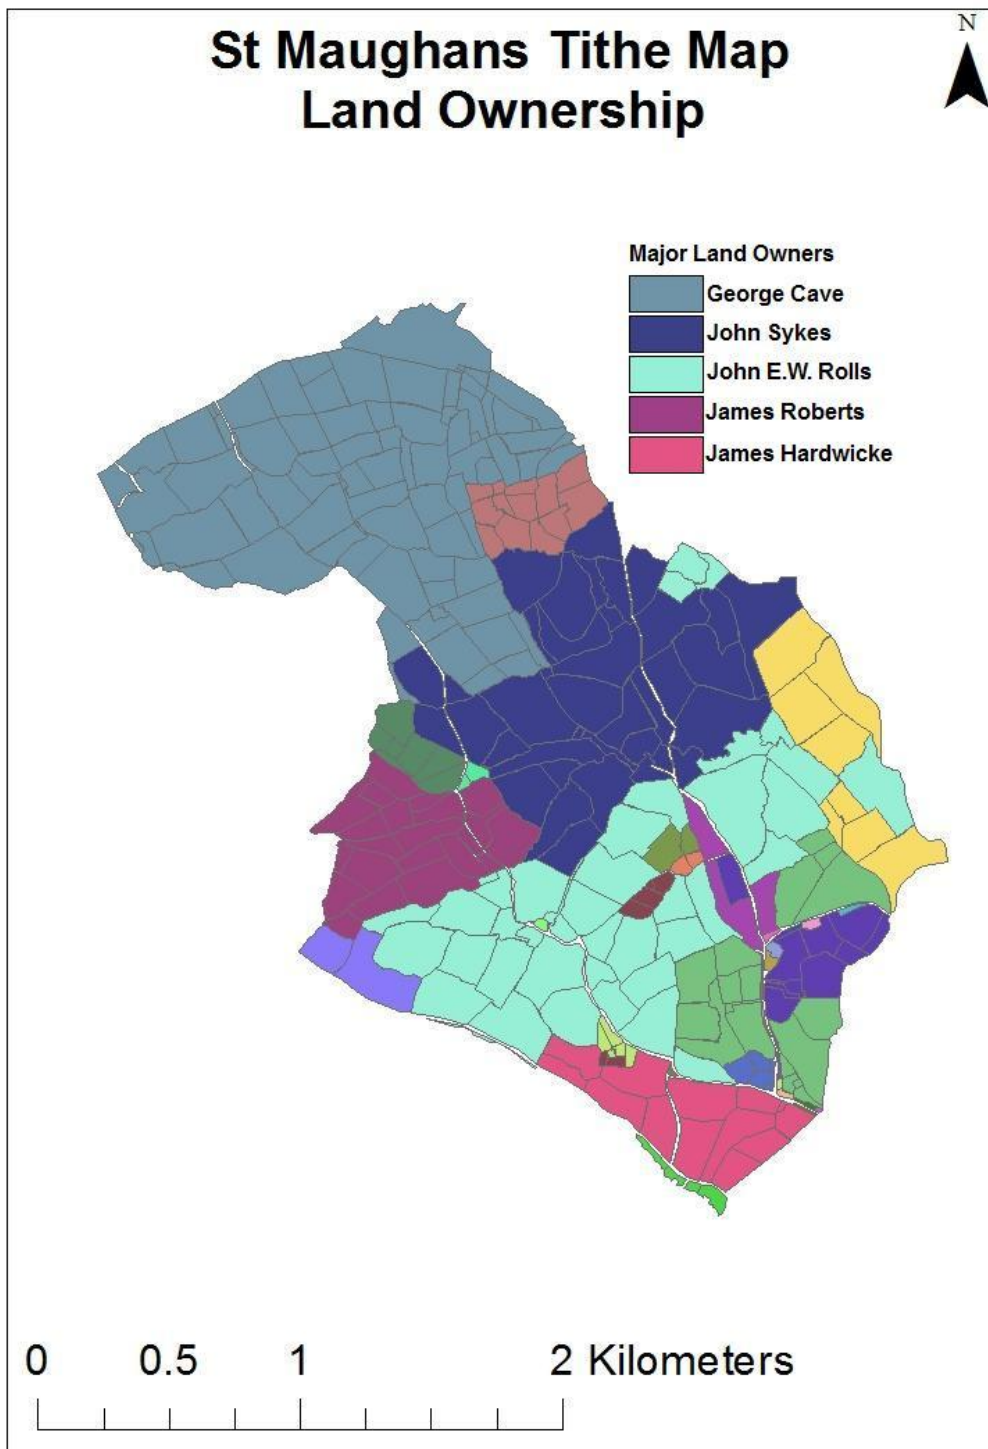 N
St Maughans Tithe Map
Land Ownership
Major Land Owners
George Cave
John Sykes
John E.W. Rolls
James Roberts
James Hardwicke
0 0.5 1 2 Kilometers